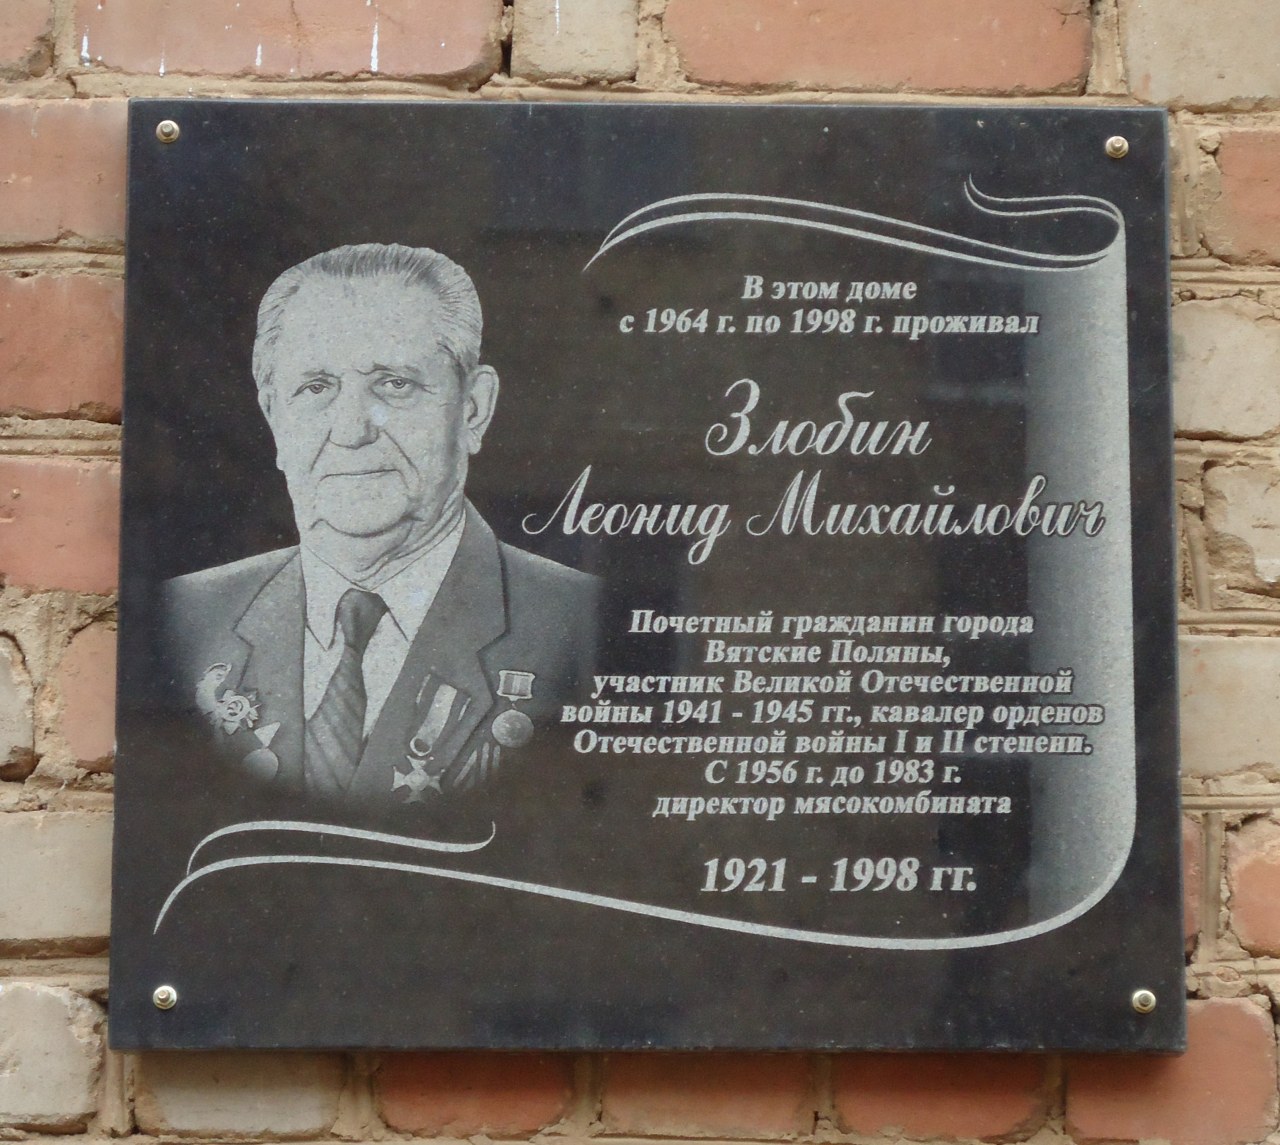 В этом доме
с 1964 г. по 1998 г. проживал
Злобин
Леонид Михайлович
Почетный гражданин города
Вятские Поляны,
участник Великой Отечественной
войны 1941 - 1945 гг., кавалер орденов
Отечественной войны I и II степени.
С 1956 г. до 1983 г.
директор мясокомбината
1921 - 1998 гг.